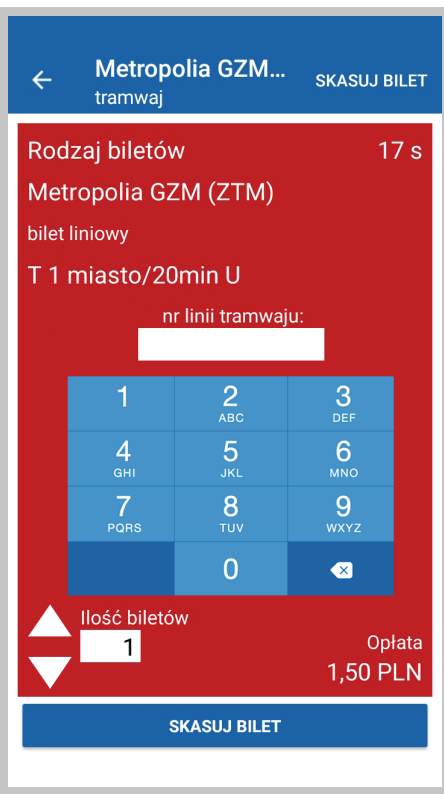 Metropolia GZM...
tramwaj
SKASUJ BILET
Rodzaj biletów 17 s
Metropolia GZM (ZTM)
bilet liniowy
T 1 miasto/20min U
nr linii tramwaju:
1 2 3
ABC DEF
4 5 6
GHI JKL MNO
7 8 9
PQRS TUV WXYZ
0
Ilość biletów
1
Opłata
1,50 PLN
SKASUJ BILET